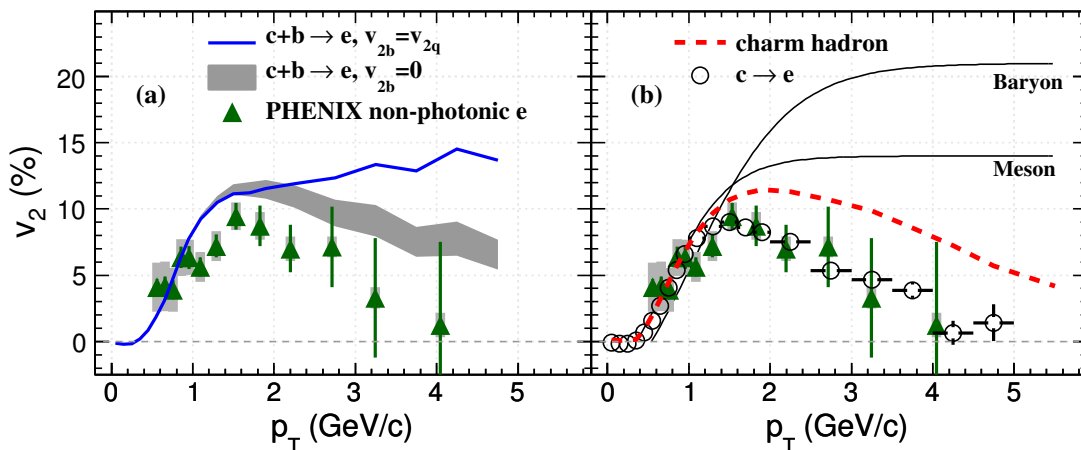 c+b → e, v2b=v2q
c+b → e, v2b=0
PHENIX non-photonic e
(a)
v2 (%)
20
15
10
5
0
0 1 2 3 4 5
pT (GeV/c)
charm hadron
c → e
(b)
Baryon
Meson
0 1 2 3 4 5
pT (GeV/c)